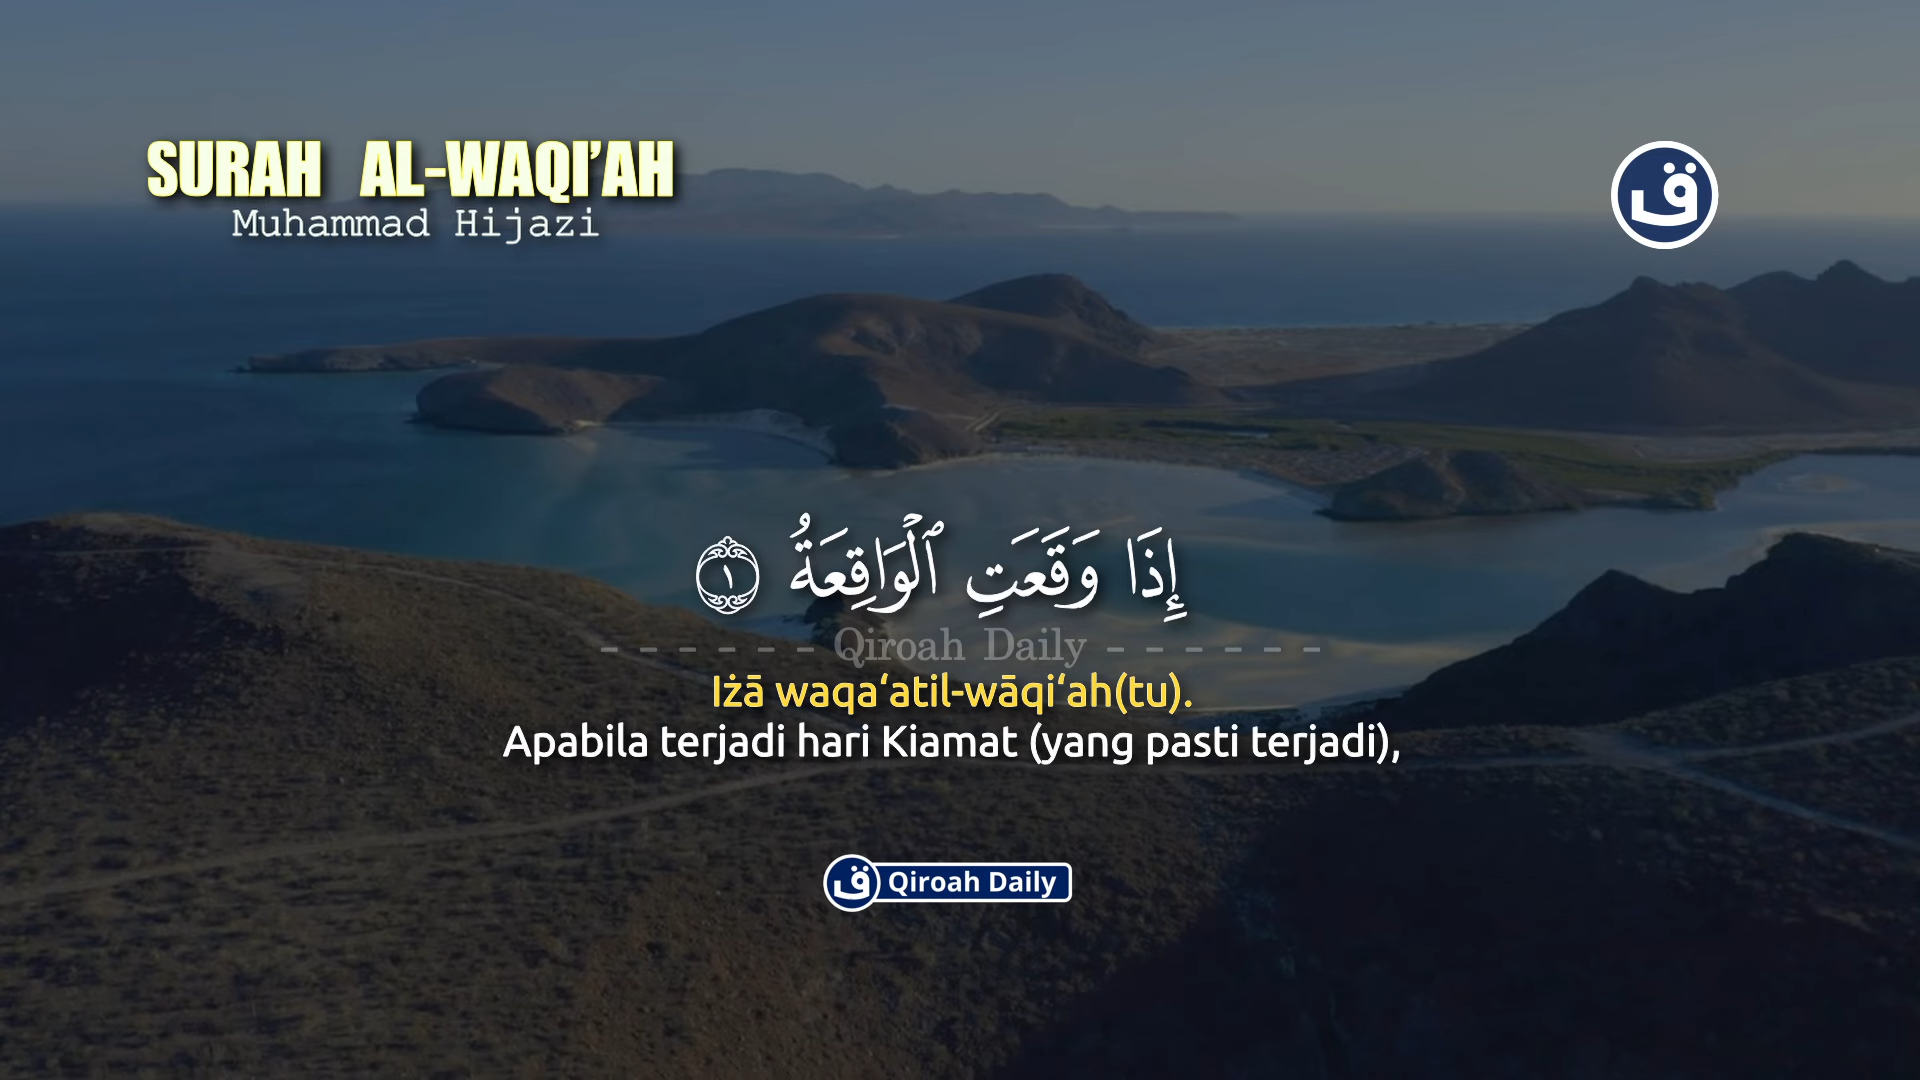 SURAH AL-WAQI'AH
Muhammad Hijazi
ق
إِذَا وَقَعَتِ ٱلْوَاقِعَةُ ١
- - - - - - Qiroah Daily - - - - - -
Iżā waqa‘atil-wāqi‘ah(tu).
Apabila terjadi hari Kiamat (yang pasti terjadi),
ق Qiroah Daily